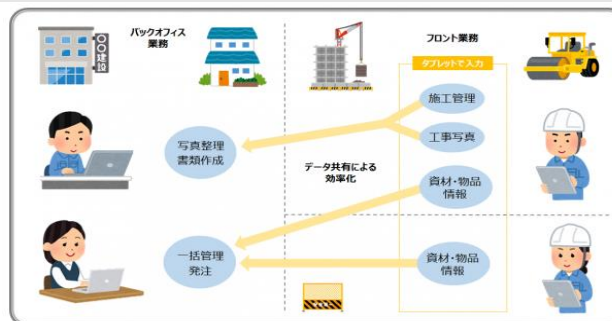 バックオフィス
業務
〇〇建設
フロント業務
タブレットで入力
施工管理
工事写真
写真整理
書類作成
データ共有による
効率化
資材・物品
情報
一括管理
発注
資材・物品
情報